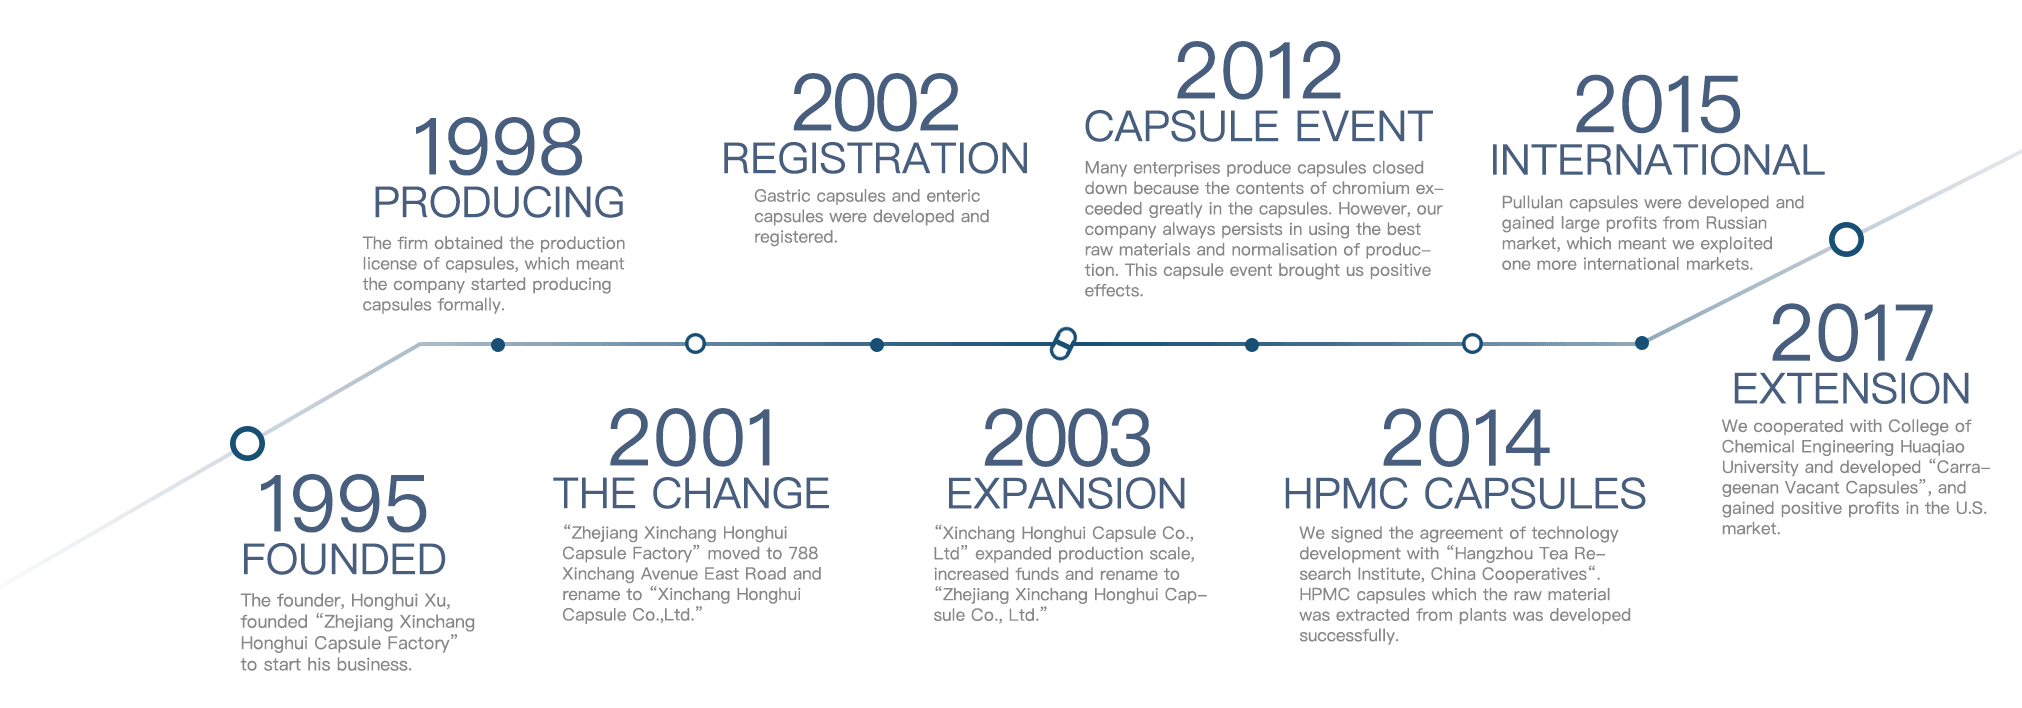 1995
FOUNDED
The founder, Honghui Xu,
founded “Zhejiang Xinchang
Honghui Capsule Factory”
to start his business.
1998
PRODUCING
The firm obtained the production
license of capsules, which meant
the company started producing
capsules formally.
2001
THE CHANGE
“Zhejiang Xinchang Honghui
Capsule Factory” moved to 788
Xinchang Avenue East Road and
rename to “Xinchang Honghui
Capsule Co.,Ltd.”
2002
REGISTRATION
Gastric capsules and enteric
capsules were developed and
registered.
2003
EXPANSION
“Xinchang Honghui Capsule Co.,
Ltd” expanded production scale,
increased funds and rename to
“Zhejiang Xinchang Honghui Cap-
sule Co., Ltd.”
2012
CAPSULE EVENT
Many enterprises produce capsules closed
down because the contents of chromium ex-
ceeded greatly in the capsules. However, our
company always persists in using the best
raw materials and normalisation of produc-
tion. This capsule event brought us positive
effects.
2014
HPMC CAPSULES
We signed the agreement of technology
development with “Hangzhou Tea Re-
search Institute, China Cooperatives“.
HPMC capsules which the raw material
was extracted from plants was developed
successfully.
2015
INTERNATIONAL
Pullulan capsules were developed and
gained large profits from Russian
market, which meant we exploited
one more international markets.
2017
EXTENSION
We cooperated with College of
Chemical Engineering Huaqiao
University and developed “Carra-
geenan Vacant Capsules”, and
gained positive profits in the U.S.
market.